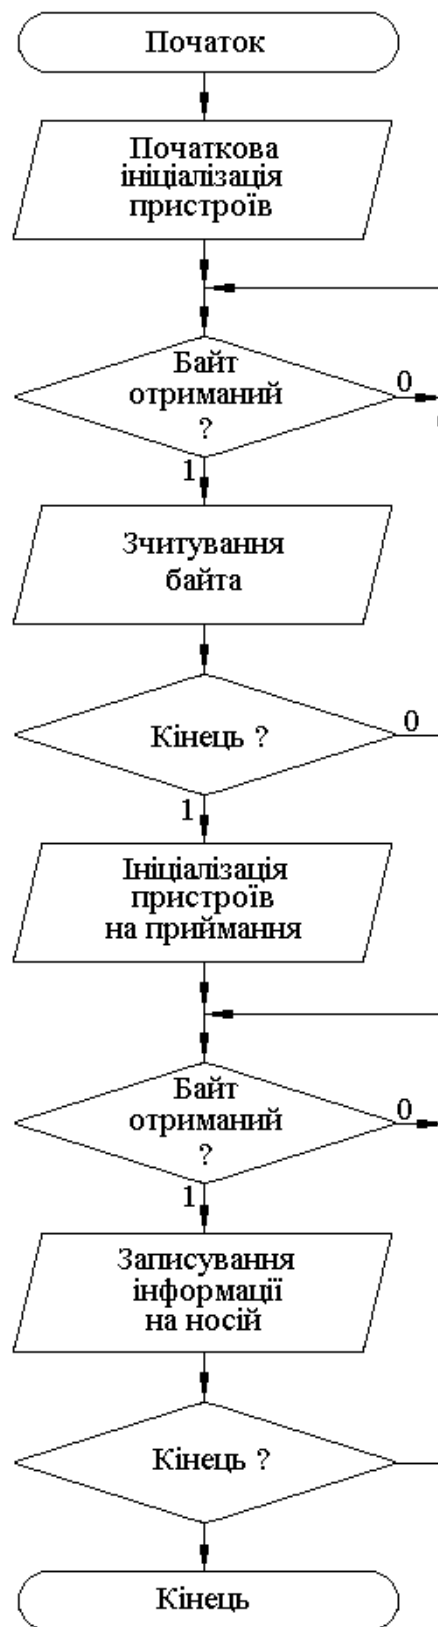 Початок
Початкова
ініціалізація
пристроїв
Байт
отриманий
?
0
1
Зчитування
байта
Кінець ?
0
1
Ініціалізація
пристроїв
на приймання
Байт
отриманий
?
0
1
Записування
інформації
на носій
Кінець ?
Кінець